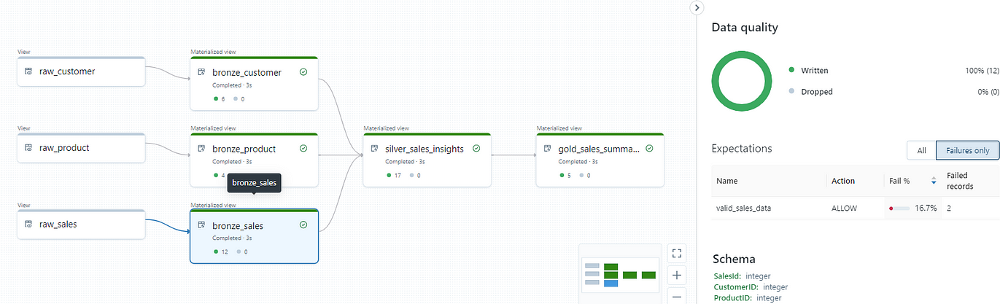 View
raw_customer
Materialized view
bronze_customer
Completed · 3s
6 0
View
raw_product
Materialized view
bronze_product
Completed · 3s
4
bronze_sales
Materialized view
silver_sales_insights
Completed · 3s
17 0
Materialized view
gold_sales_summa...
Completed · 3s
5 0
View
raw_sales
Materialized view
bronze_sales
Completed · 3s
12 0
Data quality
Written 100% (12)
Dropped 0% (0)
Expectations All Failures only
Name Action Fail % Failed records
valid_sales_data ALLOW 16.7% 2
Schema
SalesId: integer
CustomerID: integer
ProductID: integer